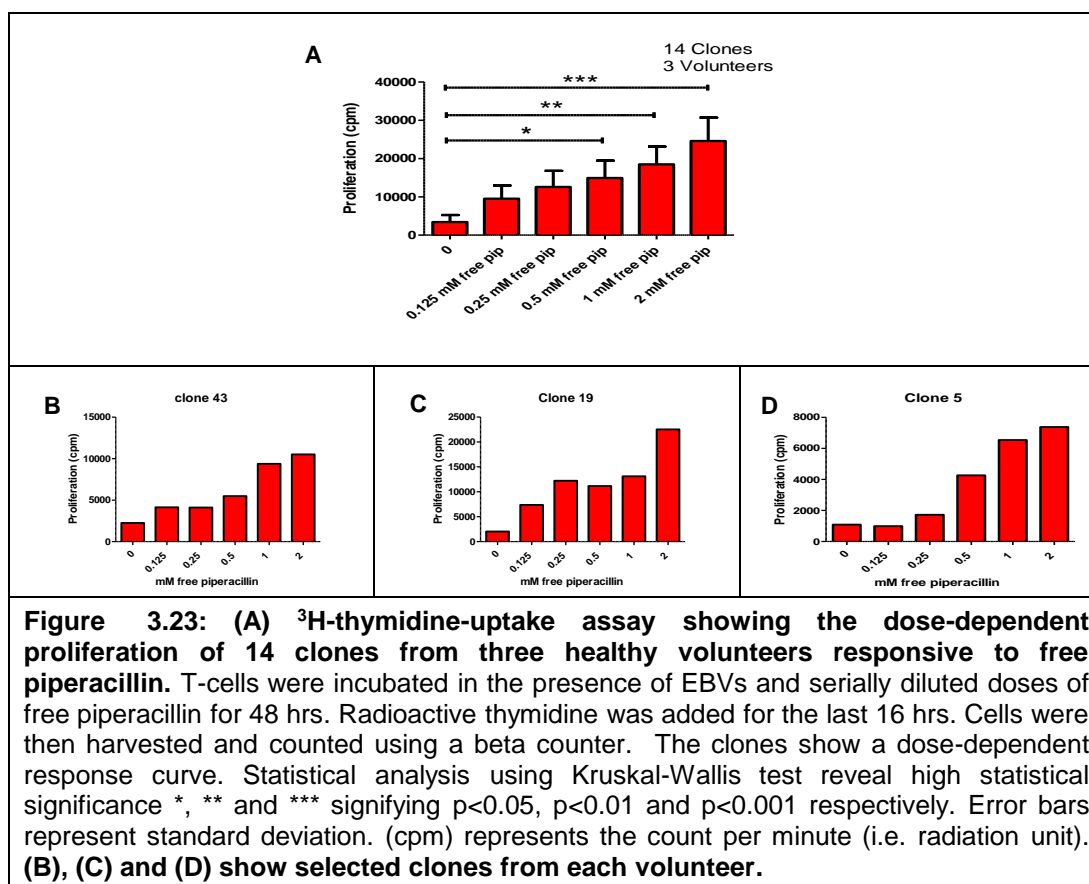 A
14 Clones
3 Volunteers
***
**
*
Proliferation (cpm)
40000
30000
20000
10000
0
0
0.125 mM free pip
0.25 mM free pip
0.5 mM free pip
1 mM free pip
2 mM free pip
B
clone 43
Proliferation (cpm)
15000
10000
5000
0
0
0.125
0.25
0.5
1
2
mM free piperacillin
C
Clone 19
Proliferation (cpm)
25000
20000
15000
10000
5000
0
0
0.125
0.25
0.5
1
2
mM free piperacillin
D
Clone 5
Proliferation (cpm)
8000
6000
4000
2000
0
0
0.125
0.25
0.5
1
2
mM free piperacillin
Figure 3.23: (A) ³H-thymidine-uptake assay showing the dose-dependent
proliferation of 14 clones from three healthy volunteers responsive to free
piperacillin. T-cells were incubated in the presence of EBVs and serially diluted doses of
free piperacillin for 48 hrs. Radioactive thymidine was added for the last 16 hrs. Cells were
then harvested and counted using a beta counter. The clones show a dose-dependent
response curve. Statistical analysis using Kruskal-Wallis test reveal high statistical
significance *, ** and *** signifying p<0.05, p<0.01 and p<0.001 respectively. Error bars
represent standard deviation. (cpm) represents the count per minute (i.e. radiation unit).
(B), (C) and (D) show selected clones from each volunteer.